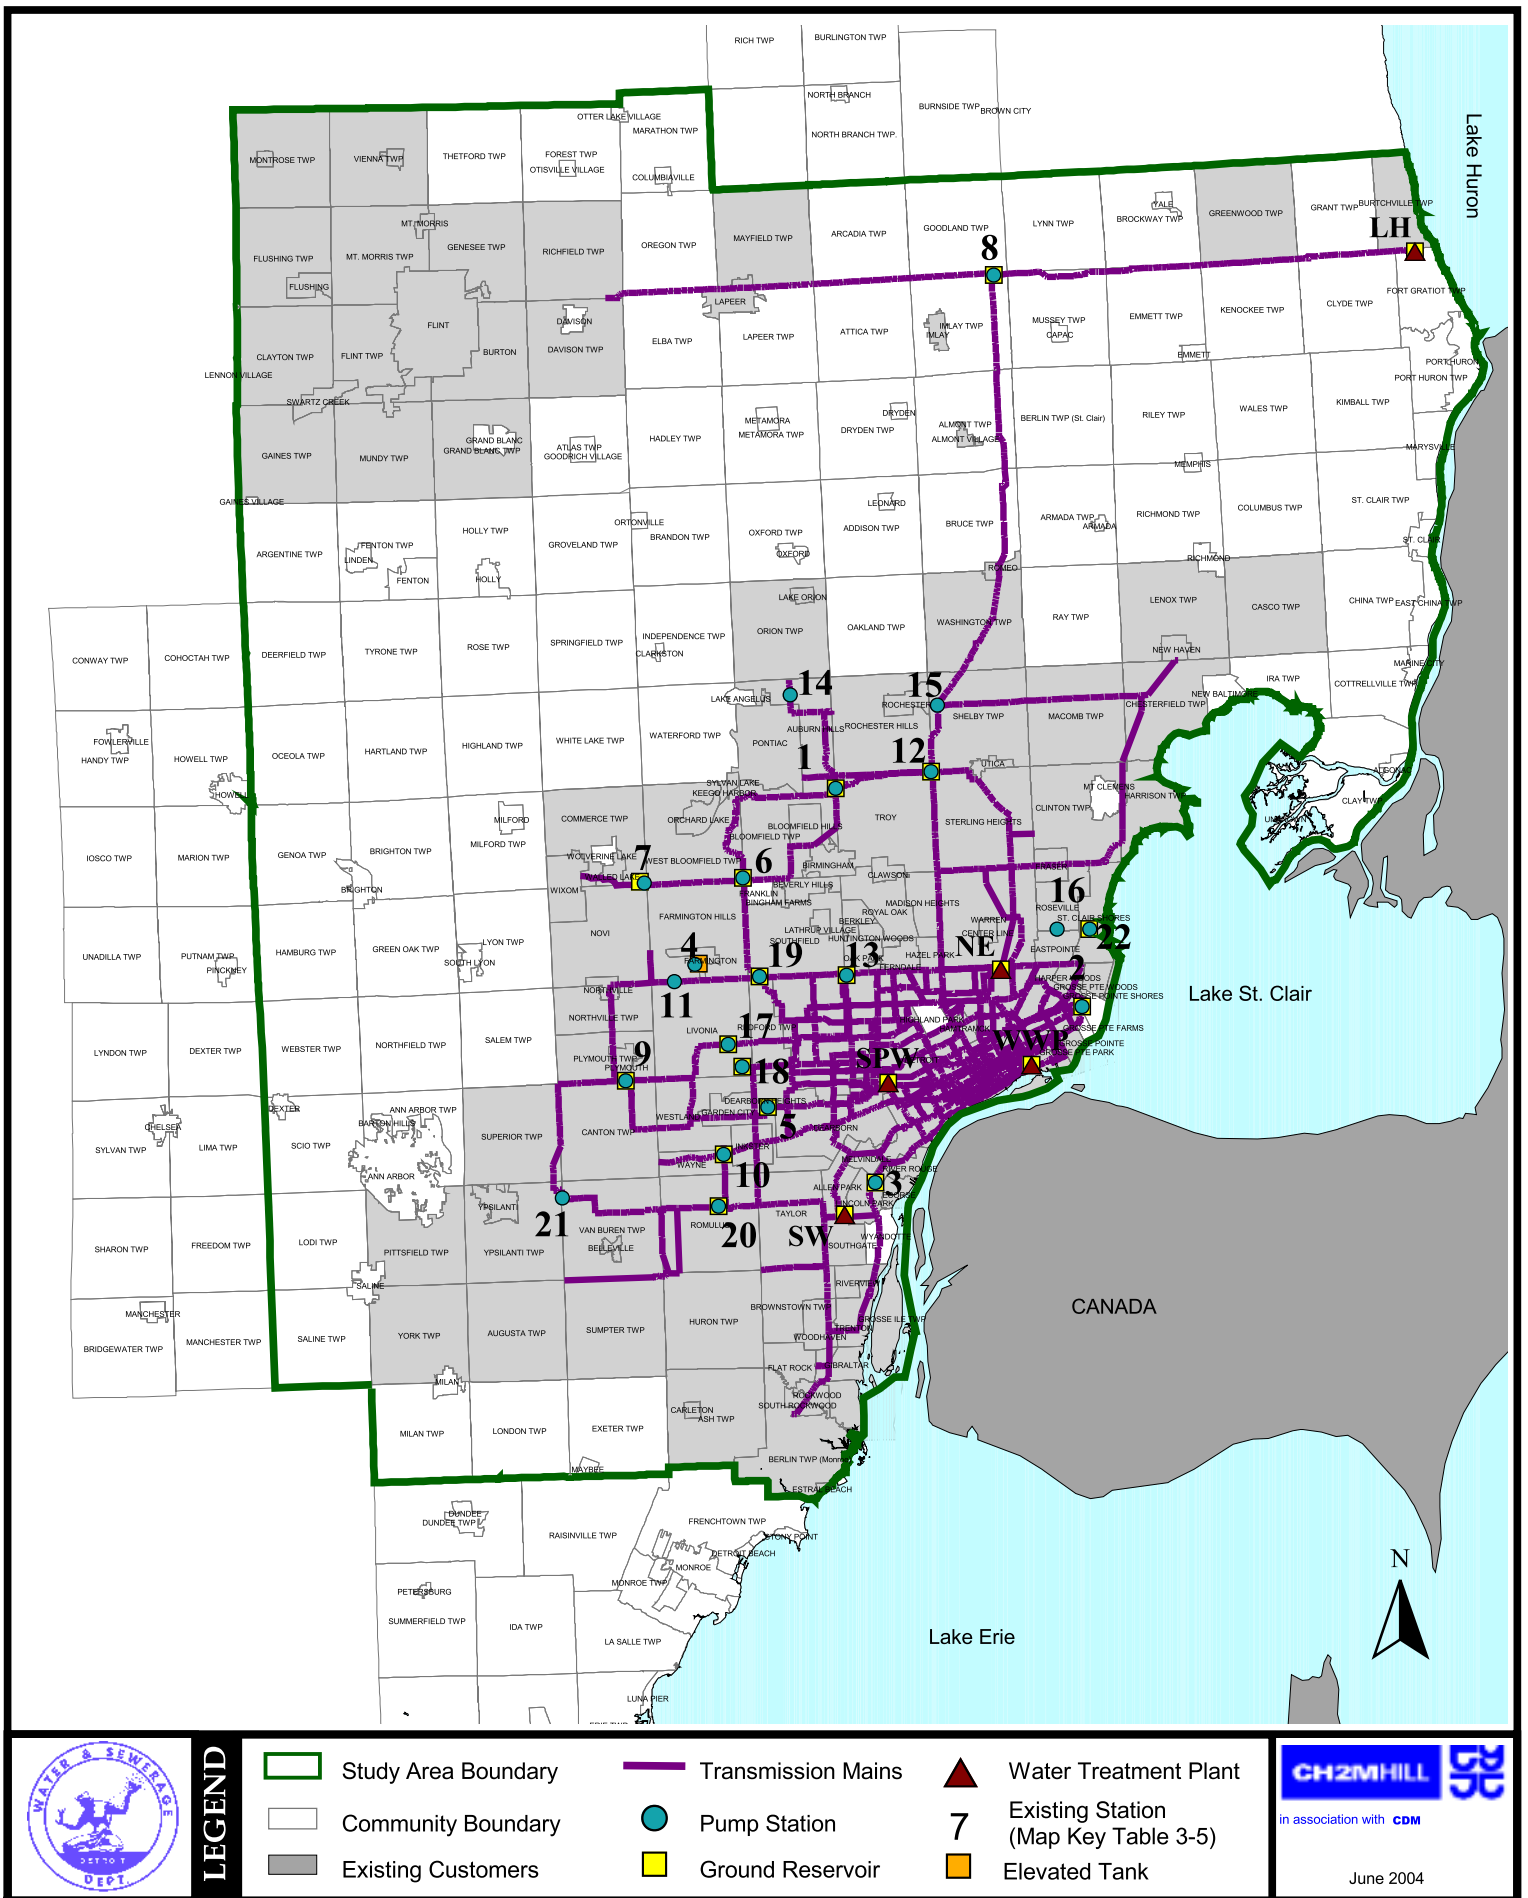 RICH TWP
BURLINGTON TWP
NORTH BRANCH
BURNSIDE TWP
BROWN CITY
OTTER LAKE VILLAGE
MARATHON TWP
NORTH BRANCH TWP.
Lake Huron
MONTROSE TWP
VIENNA TWP
THETFORD TWP
FOREST TWP
OTISVILLE VILLAGE
COLUMBIAVILLE
YALE
BROCKWAY TWP
GREENWOOD TWP
GRANT TWP
BURTCHVILLE TWP
LH
MT. MORRIS
FLUSHING TWP
MT. MORRIS TWP
GENESEE TWP
RICHFIELD TWP
OREGON TWP
MAYFIELD TWP
ARCADIA TWP
GOODLAND TWP
LYNN TWP
8
FLUSHING
FLINT
DAVISON
LAPEER
FORT GRATIOT TWP
CLAYTON TWP
FLINT TWP
BURTON
DAVISON TWP
ELBA TWP
LAPEER TWP
ATTICA TWP
IMLAY TWP
IMLAY
MUSSEY TWP
CAPAC
EMMETT TWP
KENOCKEE TWP
CLYDE TWP
EMMETT
PORT HURON
PORT HURON TWP
LENNON VILLAGE
SWARTZ CREEK
GAINES TWP
MUNDY TWP
GRAND BLANC
GRAND BLANC TWP
ATLAS TWP
GOODRICH VILLAGE
HADLEY TWP
METAMORA
METAMORA TWP
DRYDEN
DRYDEN TWP
ALMONT TWP
ALMONT VILLAGE
BERLIN TWP (St. Clair)
RILEY TWP
WALES TWP
KIMBALL TWP
MARYSVILLE
MEMPHIS
GAINES VILLAGE
ARGENTINE TWP
FENTON TWP
LINDEN
FENTON
HOLLY TWP
HOLLY
GROVELAND TWP
ORTONVILLE
BRANDON TWP
OXFORD TWP
OXFORD
LEONARD
ADDISON TWP
BRUCE TWP
ARMADA TWP
ARMADA
RICHMOND TWP
RICHMOND
COLUMBUS TWP
ST. CLAIR TWP
ST. CLAIR
ROMEO
CONWAY TWP
COHOCTAH TWP
DEERFIELD TWP
TYRONE TWP
ROSE TWP
SPRINGFIELD TWP
INDEPENDENCE TWP
CLARKSTON
LAKE ORION
ORION TWP
OAKLAND TWP
WASHINGTON TWP
RAY TWP
LENOX TWP
NEW HAVEN
CASCO TWP
CHINA TWP
EAST CHINA TWP
MARINE CITY
IRA TWP
COTTRELLVILLE TWP
14
15
LAKE ANGELUS
ROCHESTER
NEW BALTIMORE
CHESTERFIELD TWP
FOWLERVILLE
HANDY TWP
HOWELL TWP
HOWELL
OCEOLA TWP
HARTLAND TWP
HIGHLAND TWP
WHITE LAKE TWP
WATERFORD TWP
PONTIAC
AUBURN HILLS
ROCHESTER HILLS
SHELBY TWP
MACOMB TWP
1
12
UTICA
SYLVAN LAKE
KEEGO HARBOR
MT CLEMENS
HARRISON TWP
ALGONAC
CLAY TWP
IOSCO TWP
MARION TWP
GENOA TWP
BRIGHTON TWP
BRIGHTON
MILFORD
MILFORD TWP
COMMERCE TWP
ORCHARD LAKE
BLOOMFIELD HILLS
BLOOMFIELD TWP
TROY
STERLING HEIGHTS
CLINTON TWP
7
6
WOLVERINE LAKE
WALLED LAKE
WEST BLOOMFIELD TWP
BIRMINGHAM
CLAWSON
FRASER
16
WIXOM
FRANKLIN
BINGHAM FARMS
BEVERLY HILLS
ROYAL OAK
MADISON HEIGHTS
ROSEVILLE
ST. CLAIR SHORES
22
UNADILLA TWP
PUTNAM TWP
PINCKNEY
HAMBURG TWP
GREEN OAK TWP
LYON TWP
SOUTH LYON
NOVI
FARMINGTON HILLS
4
FARMINGTON
19
SOUTHFIELD
LATHRUP VILLAGE
BERKLEY
HUNTINGTON WOODS
OAK PARK
13
FERNDALE
HAZEL PARK
WARREN
CENTER LINE
NE
EASTPOINTE
2
HARPER WOODS
GROSSE PTE WOODS
GROSSE POINTE SHORES
Lake St. Clair
11
NORTHVILLE
NORTHVILLE TWP
LIVONIA
17
REDFORD TWP
HIGHLAND PARK
HAMTRAMCK
GROSSE PTE FARMS
GROSSE POINTE
GROSSE PTE PARK
WWP
SPW
LYNDON TWP
DEXTER TWP
WEBSTER TWP
NORTHFIELD TWP
SALEM TWP
PLYMOUTH TWP
PLYMOUTH
9
18
5
DEARBORN HEIGHTS
GARDEN CITY
WESTLAND
CHELSEA
DEXTER
SYLVAN TWP
LIMA TWP
SCIO TWP
BARTON HILLS
ANN ARBOR TWP
ANN ARBOR
SUPERIOR TWP
CANTON TWP
WAYNE
INKSTER
DEARBORN
MELVINDALE
RIVER ROUGE
ECORSE
10
3
ALLEN PARK
LINCOLN PARK
YPSILANTI
21
20
SW
TAYLOR
ROMULUS
WYANDOTTE
SOUTHGATE
SHARON TWP
FREEDOM TWP
LODI TWP
PITTSFIELD TWP
YPSILANTI TWP
VAN BUREN TWP
BELLEVILLE
SALINE
RIVERVIEW
CANADA
MANCHESTER
BRIDGEWATER TWP
MANCHESTER TWP
SALINE TWP
YORK TWP
AUGUSTA TWP
SUMPTER TWP
HURON TWP
BROWNSTOWN TWP
WOODHAVEN
TRENTON
GROSSE ILE TWP
FLAT ROCK
GIBRALTAR
MILAN
ROCKWOOD
SOUTH ROCKWOOD
CARLETON
ASH TWP
MILAN TWP
LONDON TWP
EXETER TWP
MAYBEE
BERLIN TWP (Monroe)
ESTRAL BEACH
DUNDEE
DUNDEE TWP
RAISINVILLE TWP
FRENCHTOWN TWP
STONY POINT
DETROIT BEACH
MONROE
MONROE TWP
PETERSBURG
SUMMERFIELD TWP
IDA TWP
LA SALLE TWP
LUNA PIER
Lake Erie
N
WATER & SEWERAGE
DETROIT
DEPT.
LEGEND
Study Area Boundary
Community Boundary
Existing Customers
Transmission Mains
Pump Station
Ground Reservoir
Water Treatment Plant
7
Existing Station
(Map Key Table 3-5)
Elevated Tank
CH2MHILL
in association with CDM
June 2004